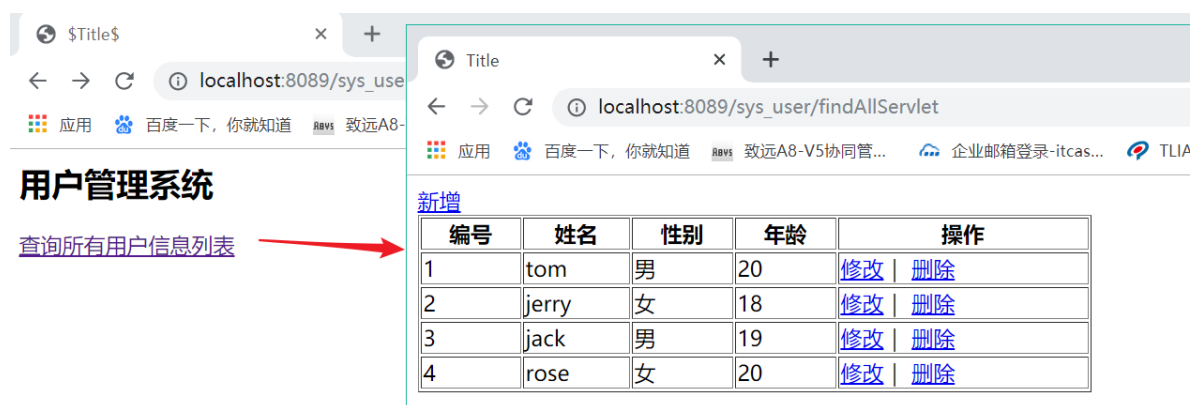 $Title$
localhost:8089/sys_use
应用 百度一下，你就知道 RBVS 致远A8-
用户管理系统
查询所有用户信息列表
Title
localhost:8089/sys_user/findAllServlet
应用 百度一下，你就知道 RBVS 致远A8-V5协同管... 企业邮箱登录-itcas... TLIA
新增
编号 姓名 性别 年龄 操作
1 tom 男 20 修改 | 删除
2 jerry 女 18 修改 | 删除
3 jack 男 19 修改 | 删除
4 rose 女 20 修改 | 删除